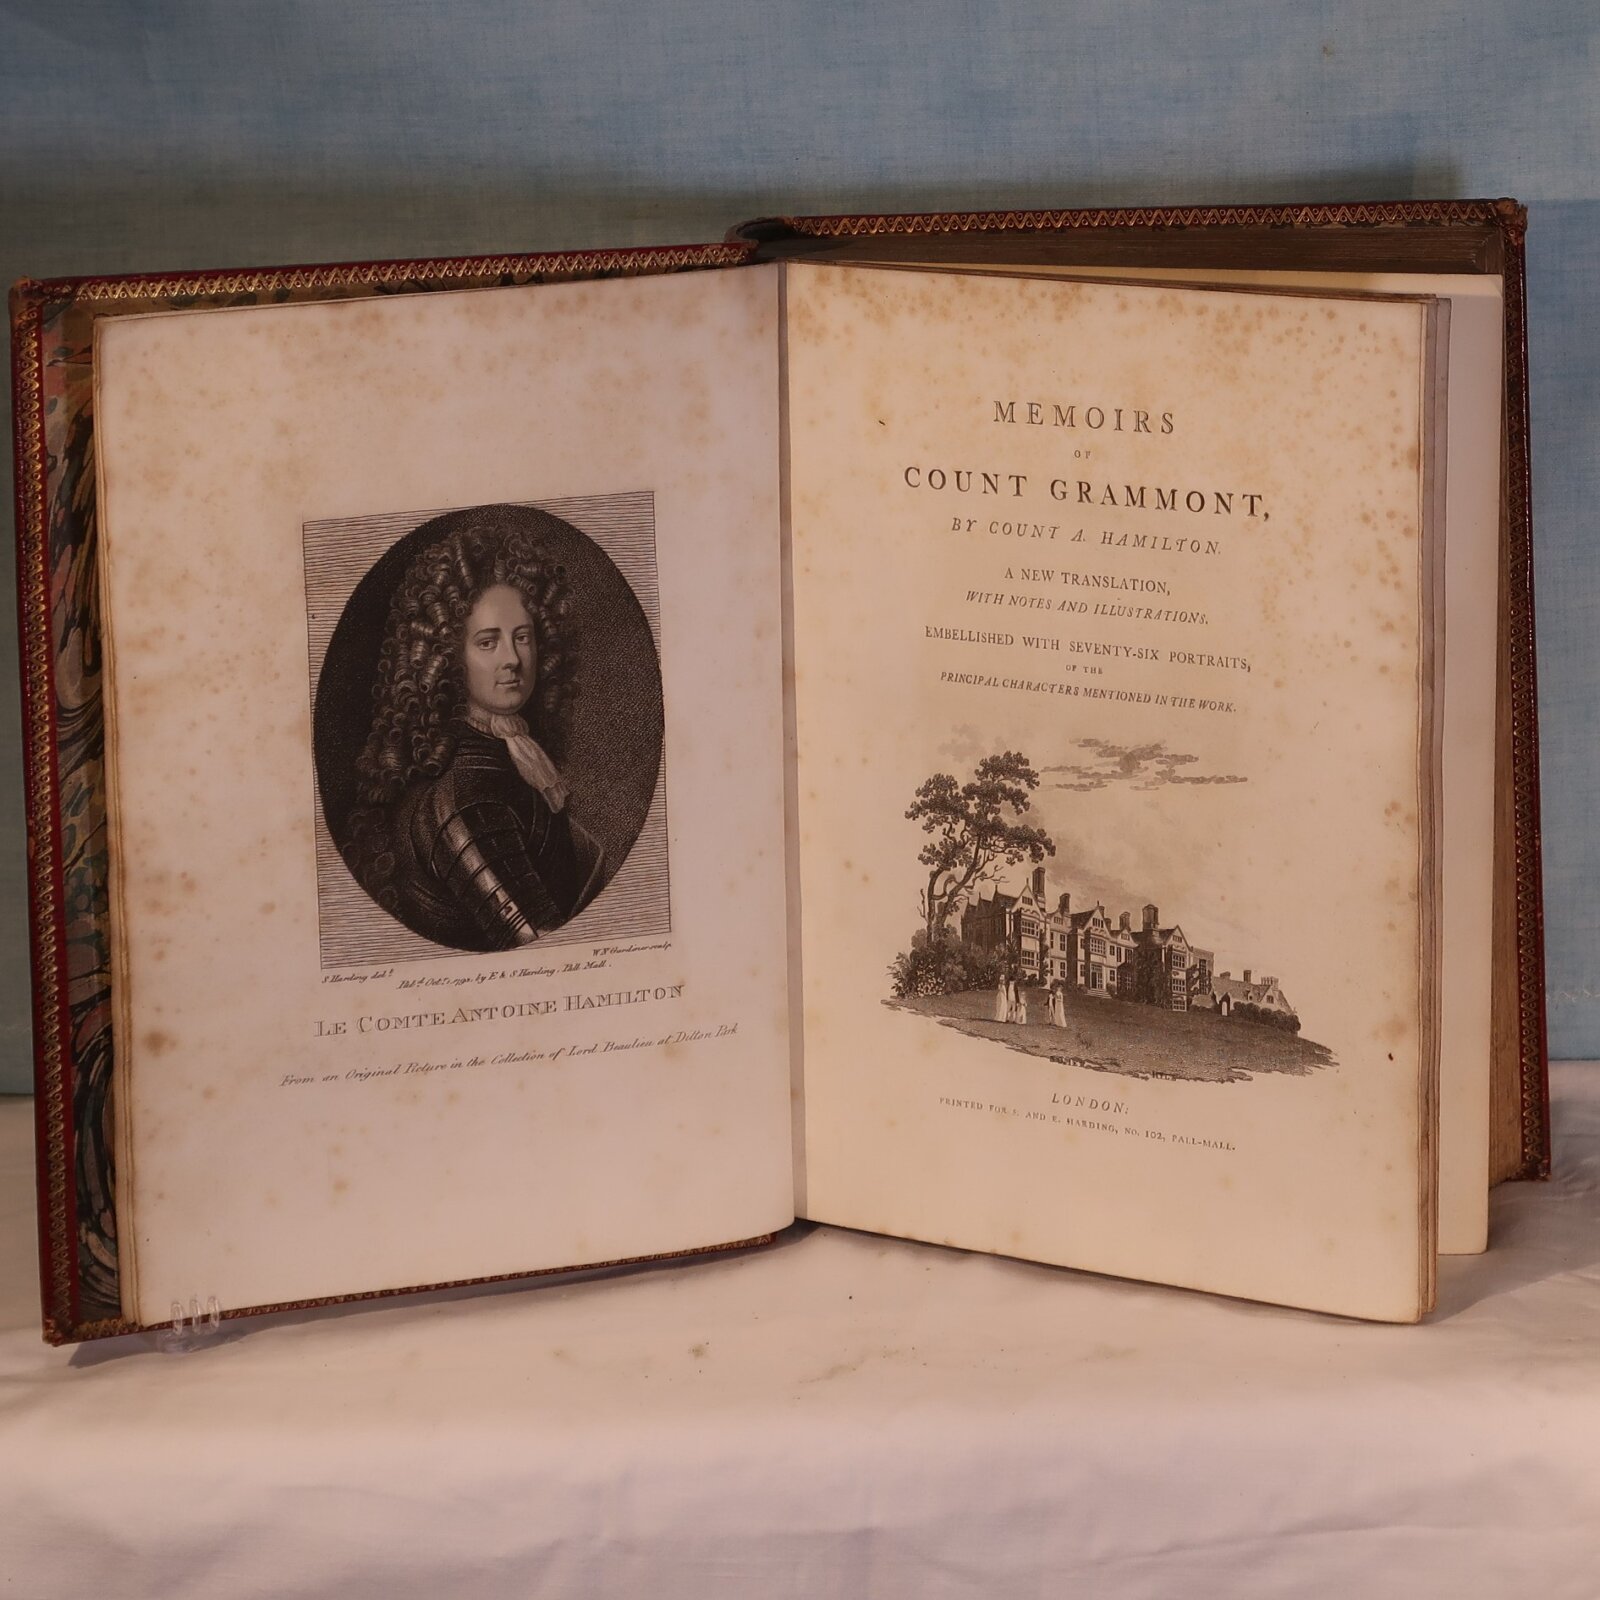 S Harding del.t
W N Gardiner sculp
Pub.d Oct. 1, 1792, by E & S Harding, Pall Mall.
LE COMTE ANTOINE HAMILTON
From an Original Picture in the Collection of Lord Beaulieu at Ditton Park
MEMOIRS
OF
COUNT GRAMMONT,
BY COUNT A. HAMILTON.
A NEW TRANSLATION,
WITH NOTES AND ILLUSTRATIONS.
EMBELLISHED WITH SEVENTY-SIX PORTRAITS,
OF THE
PRINCIPAL CHARACTERS MENTIONED IN THE WORK.
HILL
LONDON:
PRINTED FOR S. AND E. HARDING, No. 102, PALL-MALL.